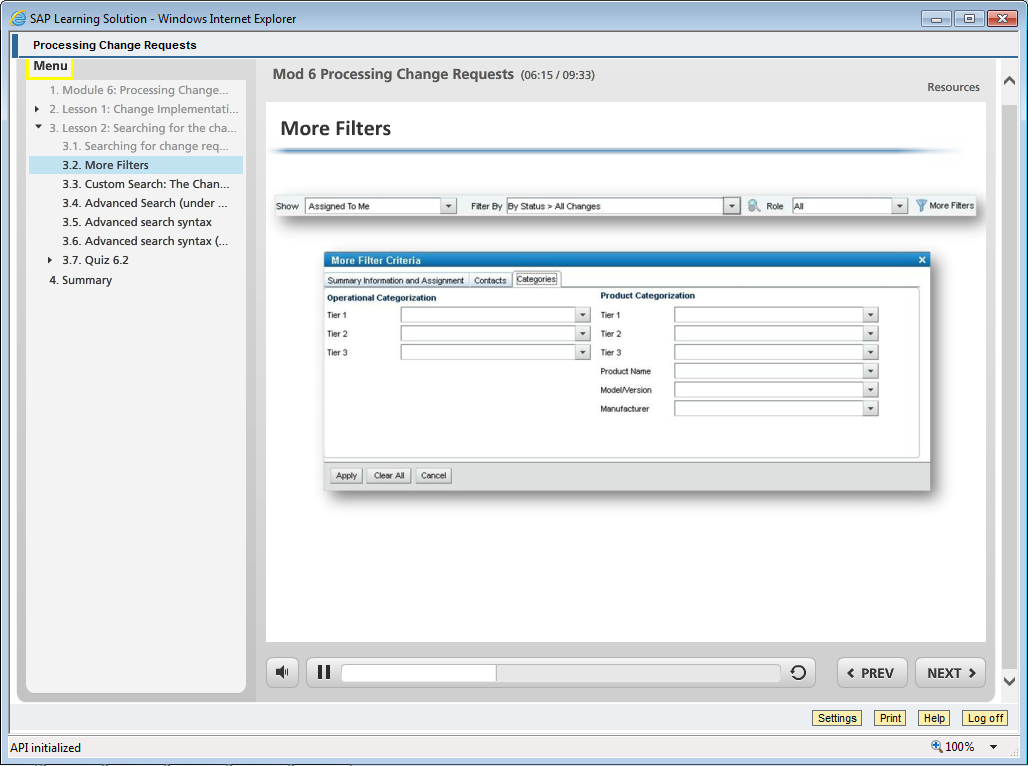 SAP Learning Solution - Windows Internet Explorer
Processing Change Requests
Menu
1. Module 6: Processing Change...
2. Lesson 1: Change Implementati...
3. Lesson 2: Searching for the cha...
3.1. Searching for change req...
3.2. More Filters
3.3. Custom Search: The Chan...
3.4. Advanced Search (under ...
3.5. Advanced search syntax
3.6. Advanced search syntax (...
3.7. Quiz 6.2
4. Summary
Mod 6 Processing Change Requests (06:15 / 09:33)
Resources
More Filters
Show Assigned To Me Filter By By Status > All Changes Role All More Filters
More Filter Criteria
Summary Information and Assignment Contacts Categories
Operational Categorization Product Categorization
Tier 1 Tier 1
Tier 2 Tier 2
Tier 3 Tier 3
Product Name
Model/Version
Manufacturer
Apply Clear All Cancel
PREV NEXT
Settings Print Help Log off
API initialized 100%